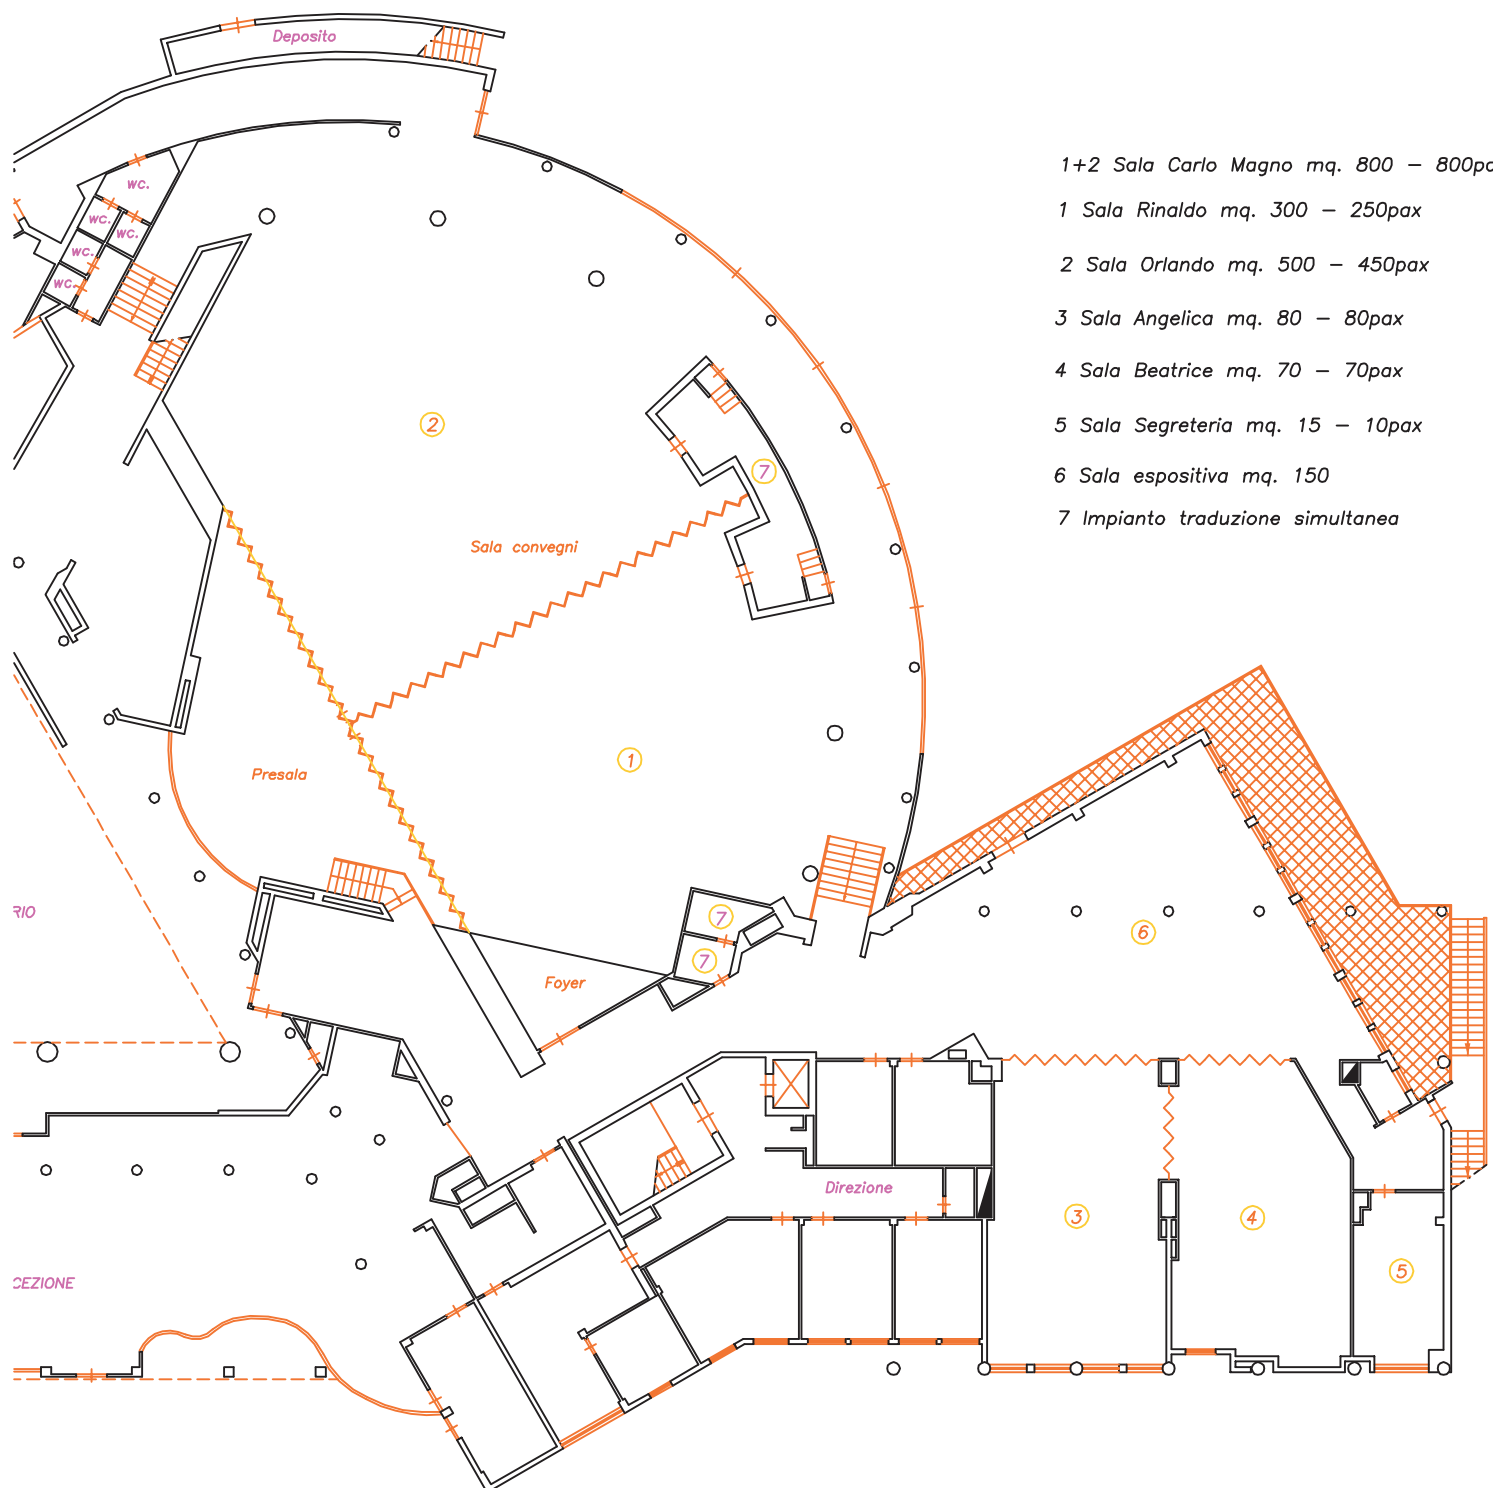 Deposito
1+2 Sala Carlo Magno mq. 800 – 800pa
wc.
1 Sala Rinaldo mq. 300 – 250pax
wc.
wc.
wc.
2 Sala Orlando mq. 500 – 450pax
wc.
3 Sala Angelica mq. 80 – 80pax
4 Sala Beatrice mq. 70 – 70pax
2
5 Sala Segreteria mq. 15 – 10pax
7
6 Sala espositiva mq. 150
7 Impianto traduzione simultanea
Sala convegni
1
Presala
RIO
7
6
7
Foyer
Direzione
3
4
5
CEZIONE